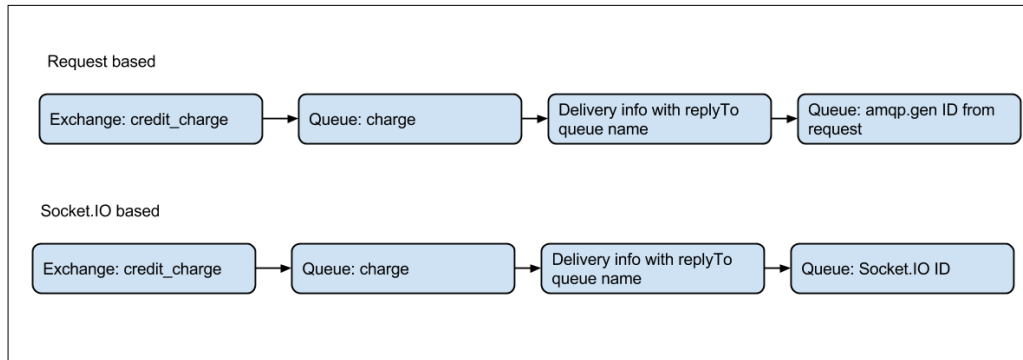 Request based
Exchange: credit_charge
Queue: charge
Delivery info with replyTo
queue name
Queue: amqp.gen ID from
request
Socket.IO based
Exchange: credit_charge
Queue: charge
Delivery info with replyTo
queue name
Queue: Socket.IO ID